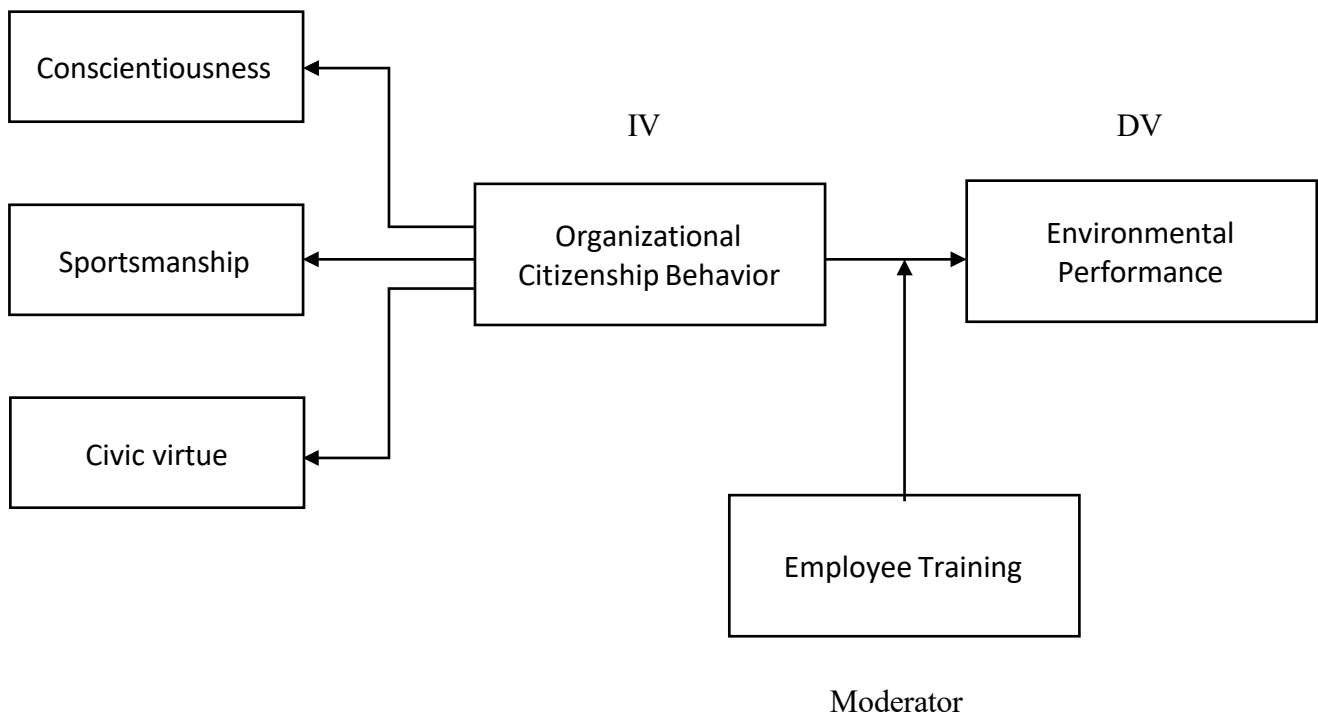 Conscientiousness
IV
DV
Sportsmanship
Organizational
Citizenship Behavior
Environmental
Performance
Civic virtue
Employee Training
Moderator